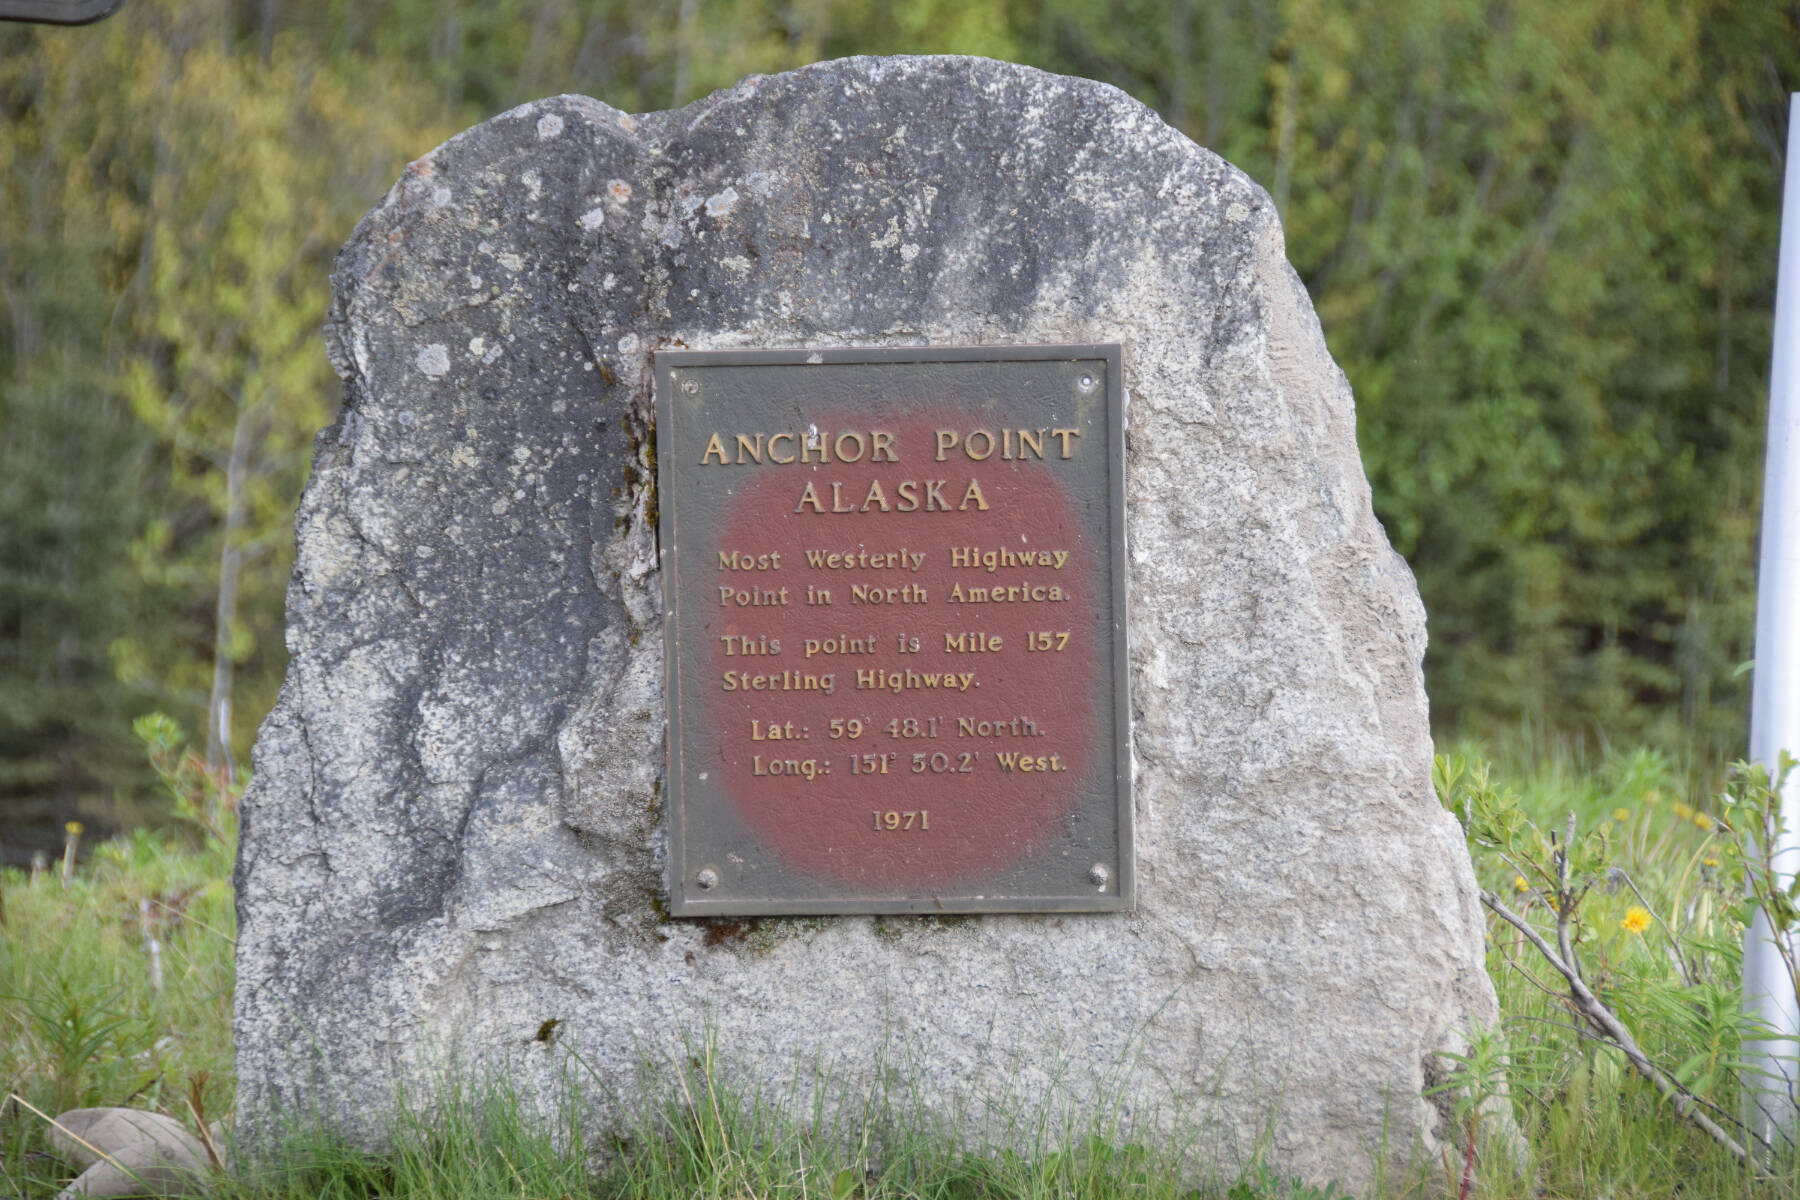 ANCHOR POINT
ALASKA
Most Westerly Highway
Point in North America.
This point is Mile 157
Sterling Highway.
Lat.: 59° 48.1' North.
Long.: 151° 50.2' West.
1971